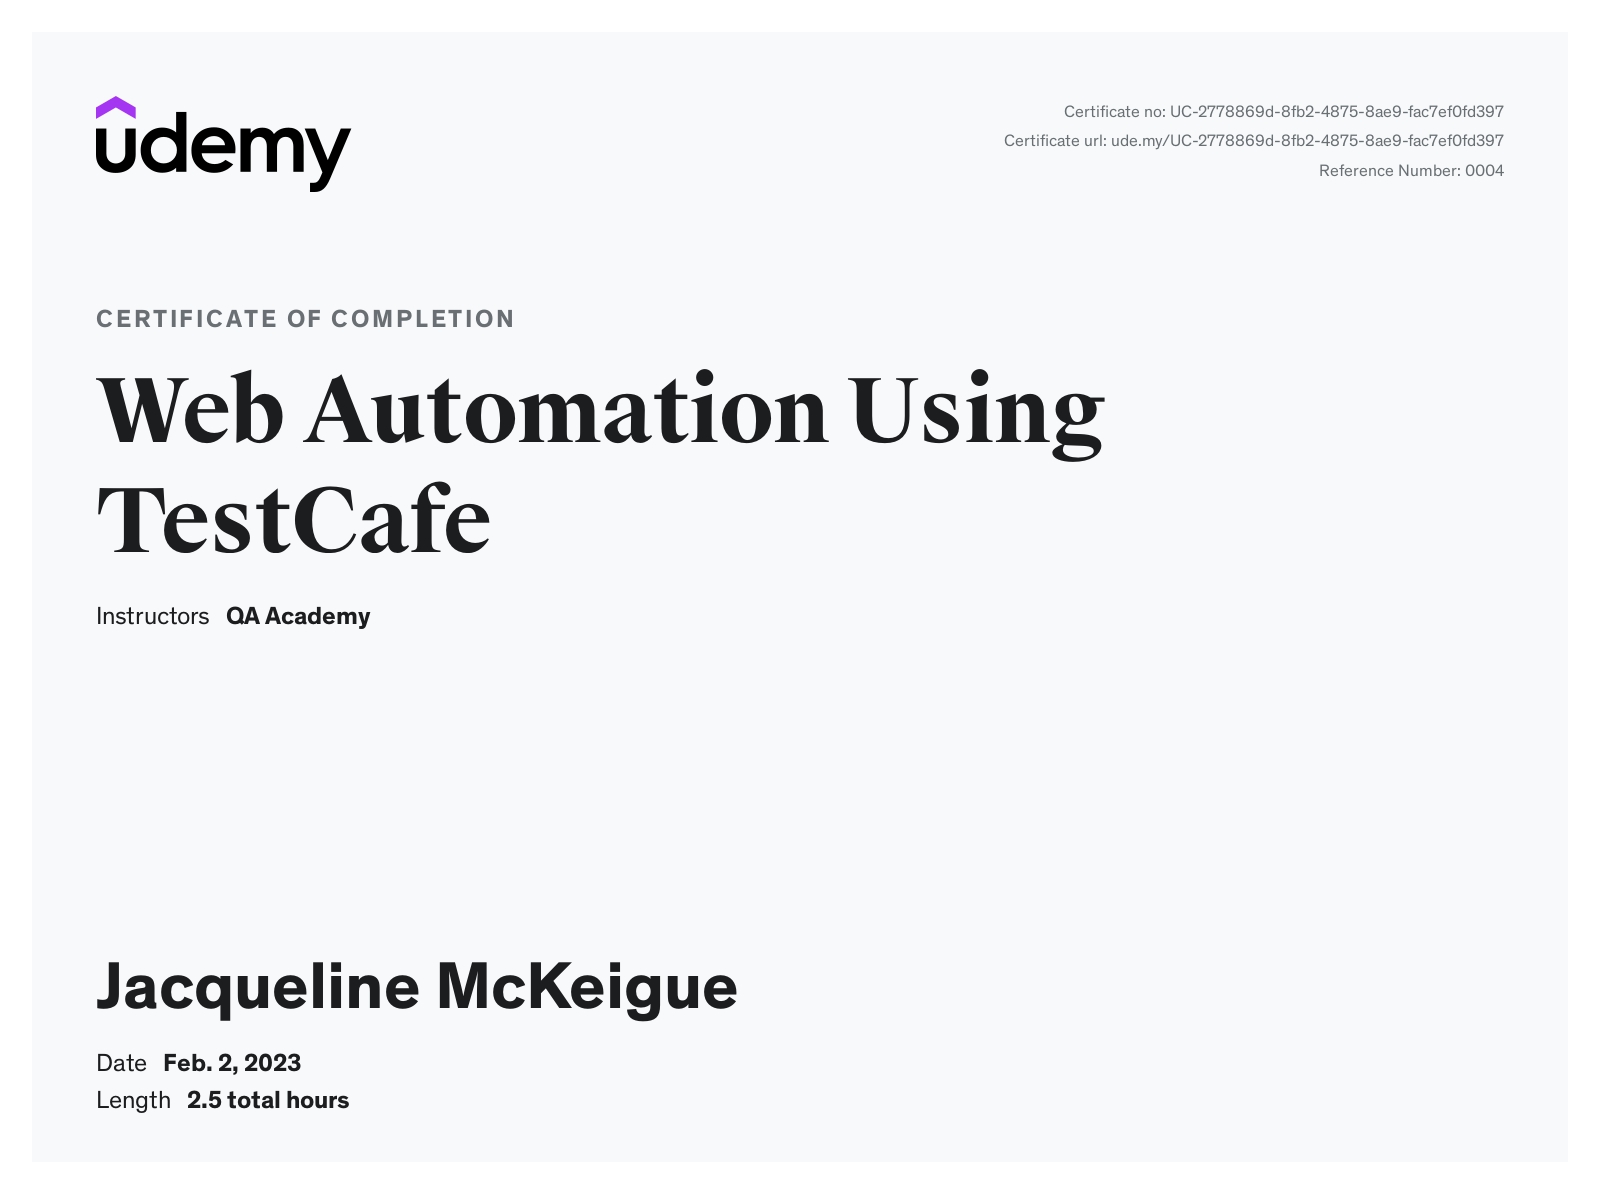 udemy
Certificate no: UC-2778869d-8fb2-4875-8ae9-fac7ef0fd397
Certificate url: ude.my/UC-2778869d-8fb2-4875-8ae9-fac7ef0fd397
Reference Number: 0004
CERTIFICATE OF COMPLETION
Web Automation Using
TestCafe
Instructors QA Academy
Jacqueline McKeigue
Date Feb. 2, 2023
Length 2.5 total hours